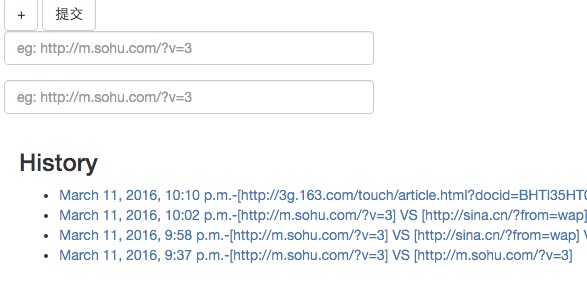 + 提交
eg: http://m.sohu.com/?v=3
eg: http://m.sohu.com/?v=3
History
March 11, 2016, 10:10 p.m.-[http://3g.163.com/touch/article.html?docid=BHTI35HT
March 11, 2016, 10:02 p.m.-[http://m.sohu.com/?v=3] VS [http://sina.cn/?from=wap]
March 11, 2016, 9:58 p.m.-[http://m.sohu.com/?v=3] VS [http://sina.cn/?from=wap] V
March 11, 2016, 9:37 p.m.-[http://m.sohu.com/?v=3] VS [http://m.sohu.com/?v=3]